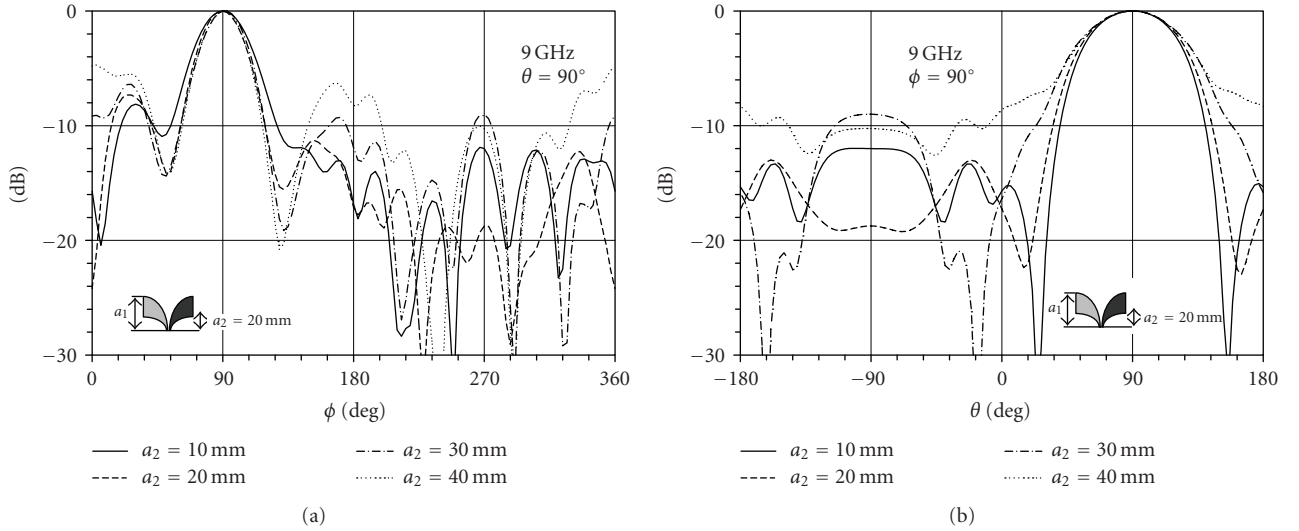 0
−10
−20
−30
(dB)
9 GHz
θ = 90°
a₁
a₂ = 20 mm
0 90 180 270 360
ϕ (deg)
a₂ = 10 mm
a₂ = 20 mm
a₂ = 30 mm
a₂ = 40 mm
(a)
0
−10
−20
−30
(dB)
9 GHz
ϕ = 90°
a₁
a₂ = 20 mm
−180 −90 0 90 180
θ (deg)
a₂ = 10 mm
a₂ = 20 mm
a₂ = 30 mm
a₂ = 40 mm
(b)